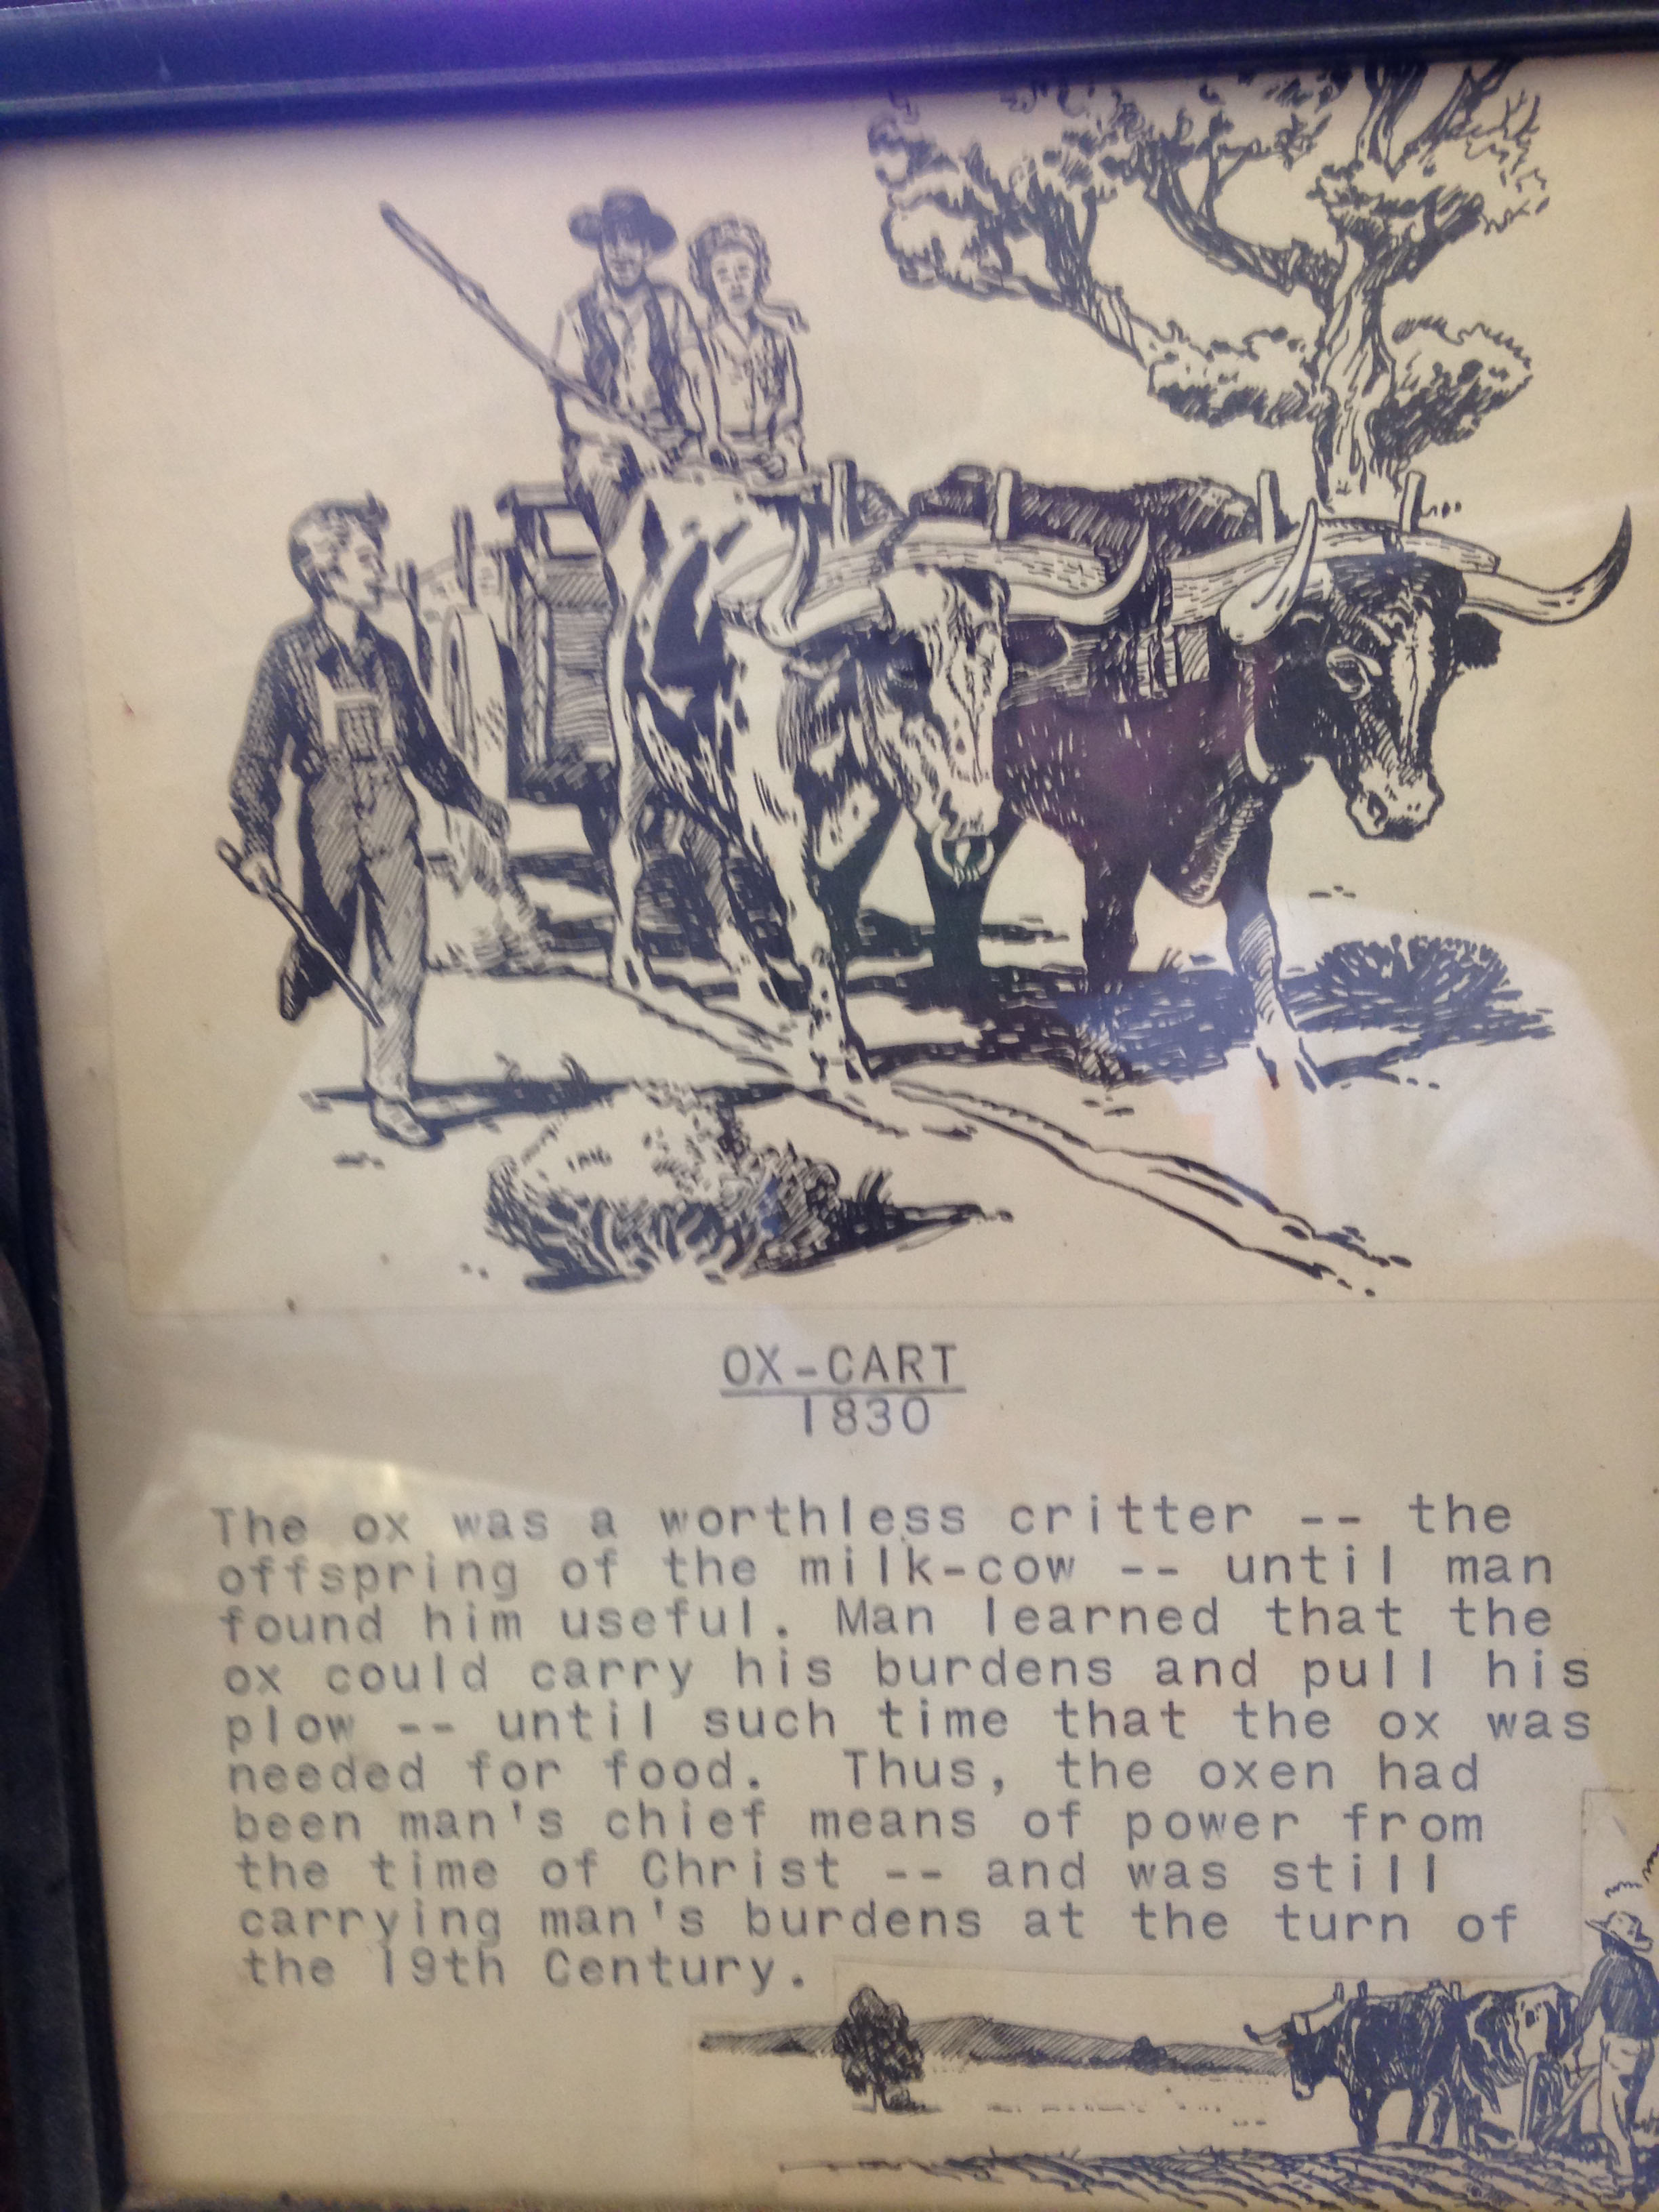 OX-CART
1830
The ox was a worthless critter -- the
offspring of the milk-cow -- until man
found him useful. Man learned that the
ox could carry his burdens and pull his
plow -- until such time that the ox was
needed for food.  Thus, the oxen had
been man's chief means of power from
the time of Christ -- and was still
carrying man's burdens at the turn of
the 19th Century.